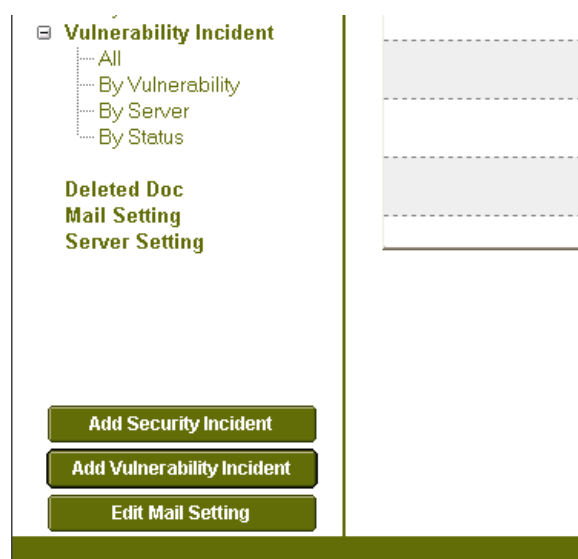 Vulnerability Incident
All
By Vulnerability
By Server
By Status
Deleted Doc
Mail Setting
Server Setting
Add Security Incident
Add Vulnerability Incident
Edit Mail Setting